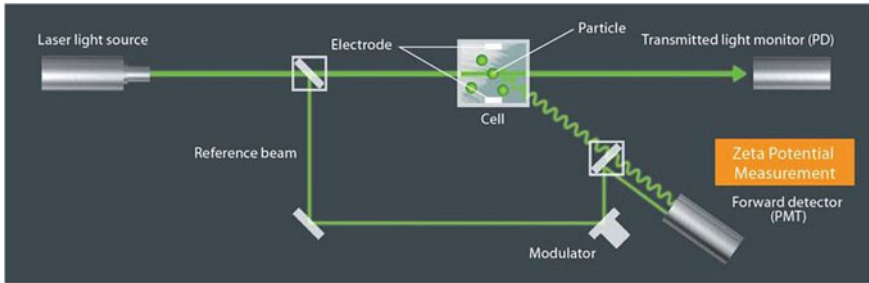 Laser light source
Electrode
Particle
Transmitted light monitor (PD)
Cell
Reference beam
Zeta Potential
Measurement
Forward detector
(PMT)
Modulator